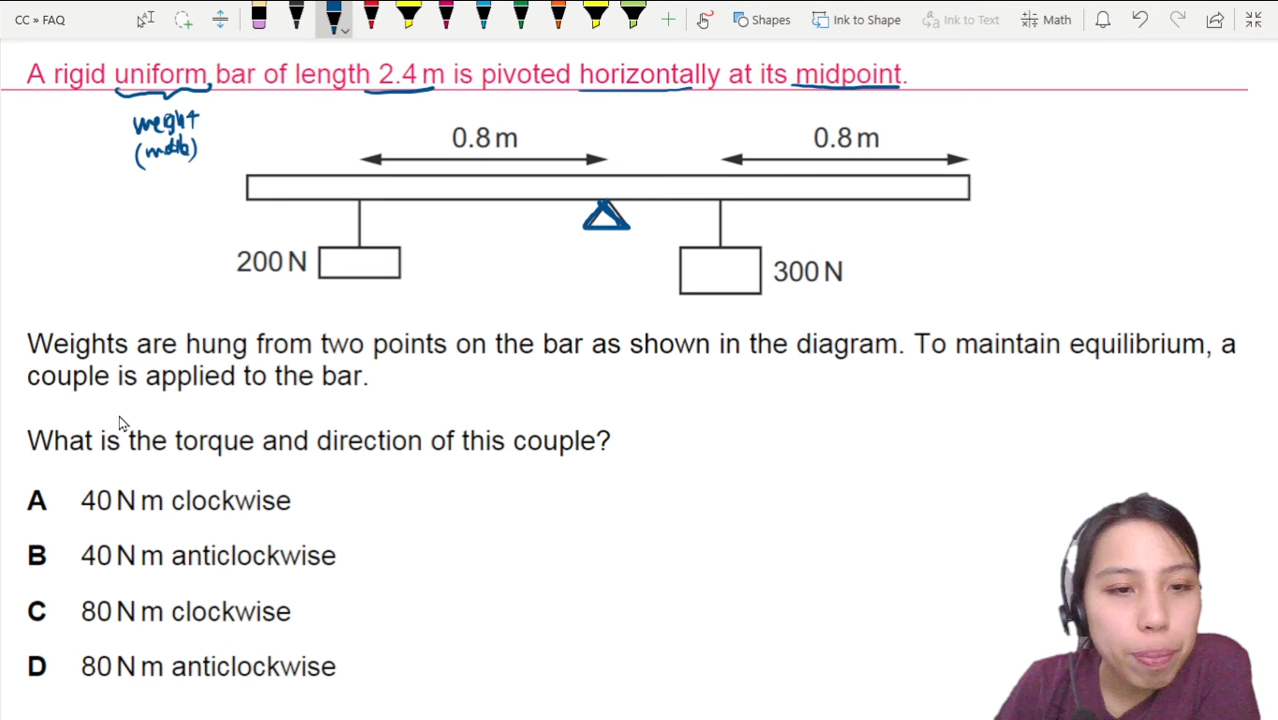 CC » FAQ
Shapes
Ink to Shape
Ink to Text
Math
A rigid uniform bar of length 2.4 m is pivoted horizontally at its midpoint.
weght
0.8 m 0.8 m
200 N
300 N
Weights are hung from two points on the bar as shown in the diagram. To maintain equilibrium, a
couple is applied to the bar.
What is the torque and direction of this couple?
A 40 N m clockwise
B 40 N m anticlockwise
C 80 N m clockwise
D 80 N m anticlockwise